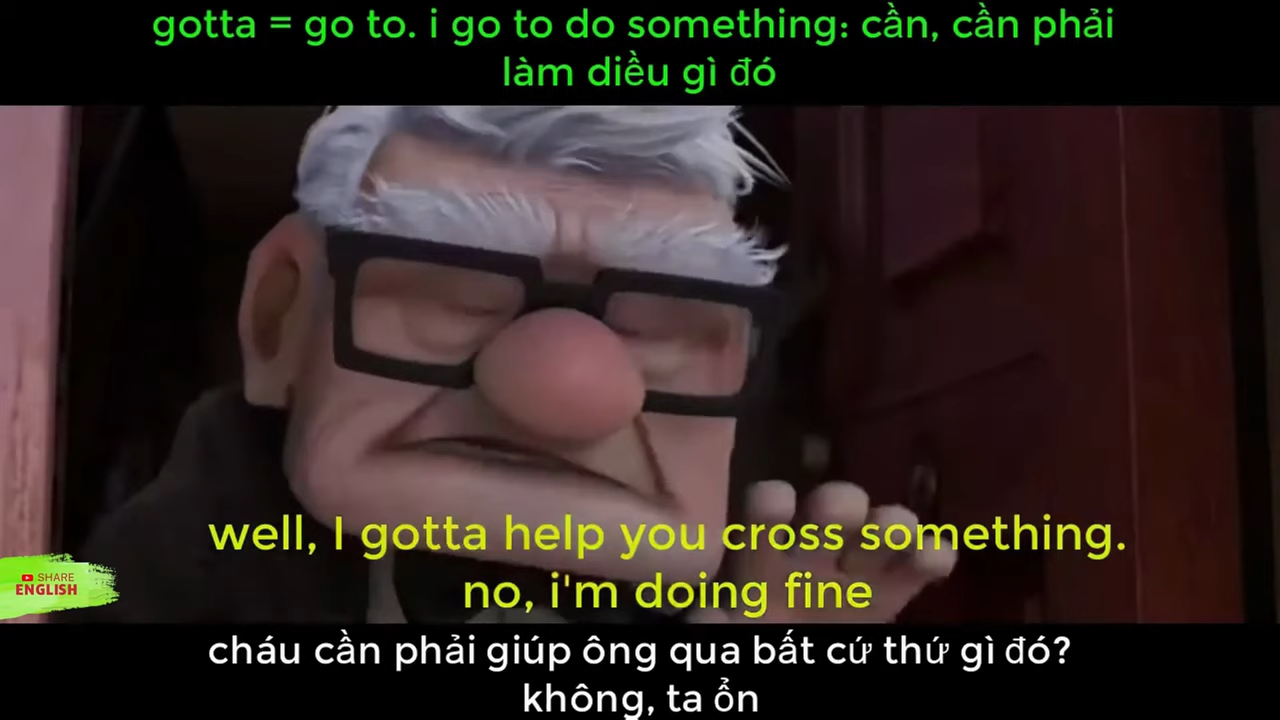 gotta = go to. i go to do something: cần, cần phải
làm diều gì đó
well, I gotta help you cross something.
no, i'm doing fine
SHARE
ENGLISH
cháu cần phải giúp ông qua bất cứ thứ gì đó?
không, ta ổn